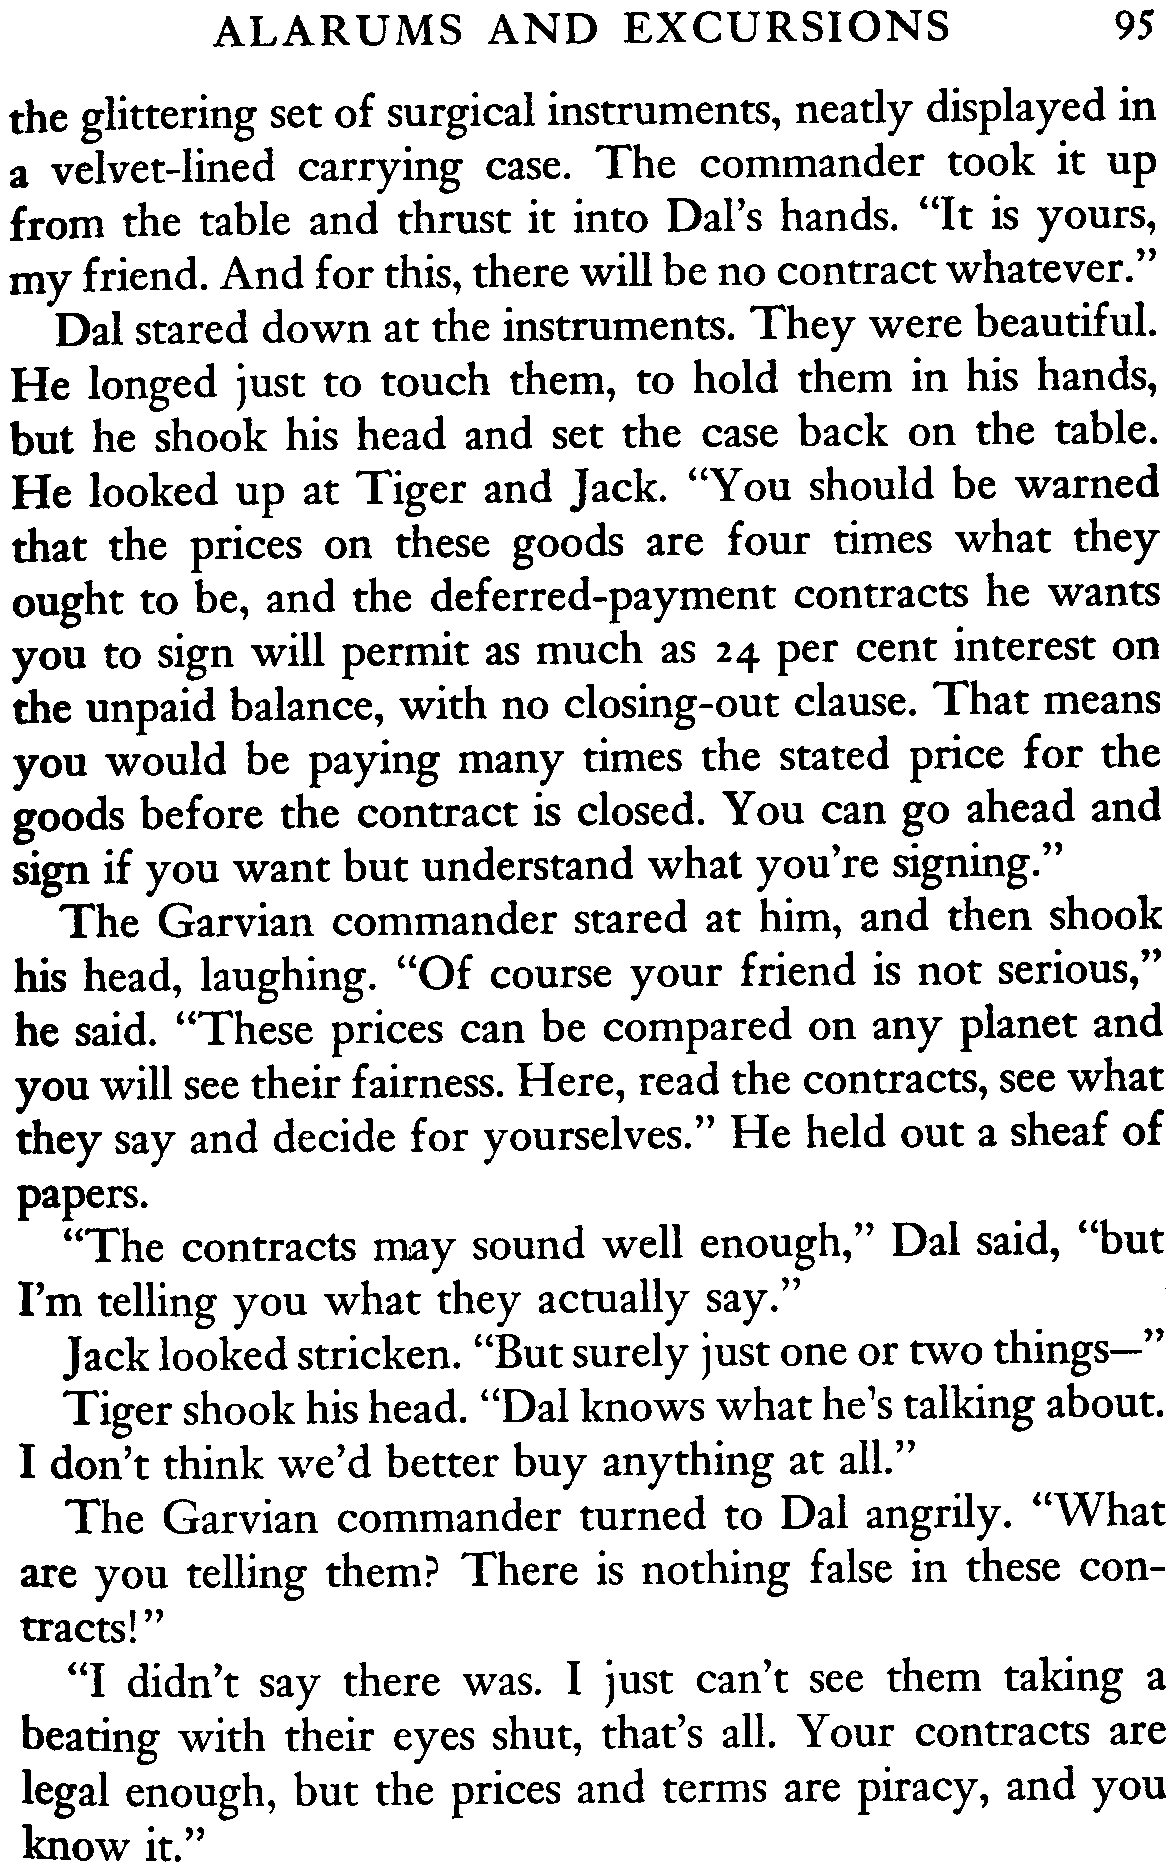 ALARUMS AND EXCURSIONS 95
the glittering set of surgical instruments, neatly displayed in
a velvet-lined carrying case. The commander took it up
from the table and thrust it into Dal's hands. “It is yours,
my friend. And for this, there will be no contract whatever.”
Dal stared down at the instruments. They were beautiful.
He longed just to touch them, to hold them in his hands,
but he shook his head and set the case back on the table.
He looked up at Tiger and Jack. “You should be warned
that the prices on these goods are four times what they
ought to be, and the deferred-payment contracts he wants
you to sign will permit as much as 24 per cent interest on
the unpaid balance, with no closing-out clause. That means
you would be paying many times the stated price for the
goods before the contract is closed. You can go ahead and
sign if you want but understand what you're signing.”
The Garvian commander stared at him, and then shook
his head, laughing. “Of course your friend is not serious,”
he said. “These prices can be compared on any planet and
you will see their fairness. Here, read the contracts, see what
they say and decide for yourselves.” He held out a sheaf of
papers.
“The contracts may sound well enough,” Dal said, “but
I'm telling you what they actually say.”
Jack looked stricken. “But surely just one or two things—”
Tiger shook his head. “Dal knows what he's talking about.
I don't think we'd better buy anything at all.”
The Garvian commander turned to Dal angrily. “What
are you telling them? There is nothing false in these con-
tracts!”
“I didn't say there was. I just can't see them taking a
beating with their eyes shut, that's all. Your contracts are
legal enough, but the prices and terms are piracy, and you
know it.”